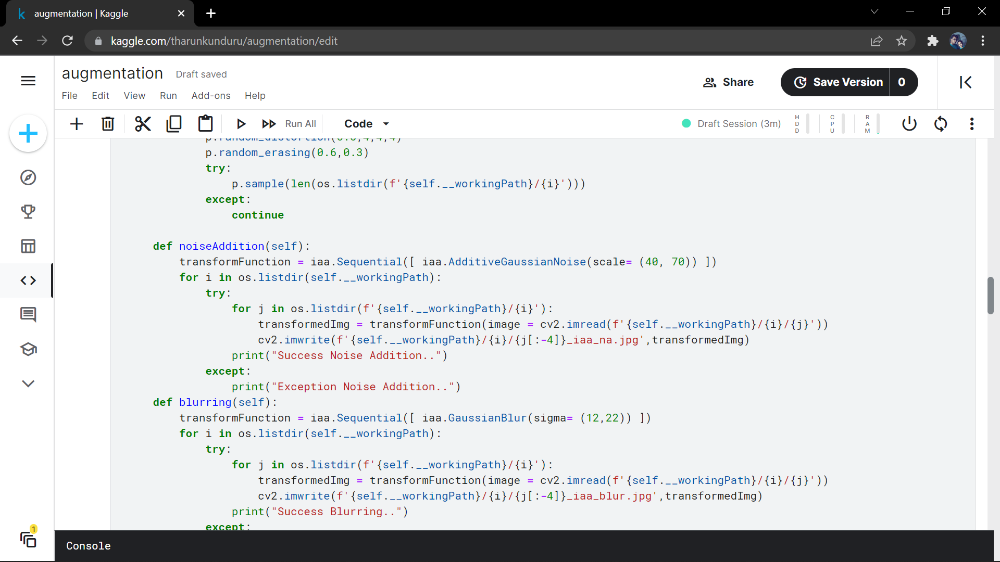 augmentation | Kaggle
kaggle.com/tharunkunduru/augmentation/edit
augmentation Draft saved
Share
Save Version 0
File Edit View Run Add-ons Help
Run All
Code
Draft Session (3m)
HDD
CPU
RAM
p.random_distortion(0.6,4,4,4)
p.random_erasing(0.6,0.3)
try:
p.sample(len(os.listdir(f'{self.__workingPath}/{i}')))
except:
continue
def noiseAddition(self):
transformFunction = iaa.Sequential([ iaa.AdditiveGaussianNoise(scale= (40, 70)) ])
for i in os.listdir(self.__workingPath):
try:
for j in os.listdir(f'{self.__workingPath}/{i}'):
transformedImg = transformFunction(image = cv2.imread(f'{self.__workingPath}/{i}/{j}'))
cv2.imwrite(f'{self.__workingPath}/{i}/{j[:-4]}_iaa_na.jpg',transformedImg)
print("Success Noise Addition..")
except:
print("Exception Noise Addition..")
def blurring(self):
transformFunction = iaa.Sequential([ iaa.GaussianBlur(sigma= (12,22)) ])
for i in os.listdir(self.__workingPath):
try:
for j in os.listdir(f'{self.__workingPath}/{i}'):
transformedImg = transformFunction(image = cv2.imread(f'{self.__workingPath}/{i}/{j}'))
cv2.imwrite(f'{self.__workingPath}/{i}/{j[:-4]}_iaa_blur.jpg',transformedImg)
print("Success Blurring..")
except:
1
Console